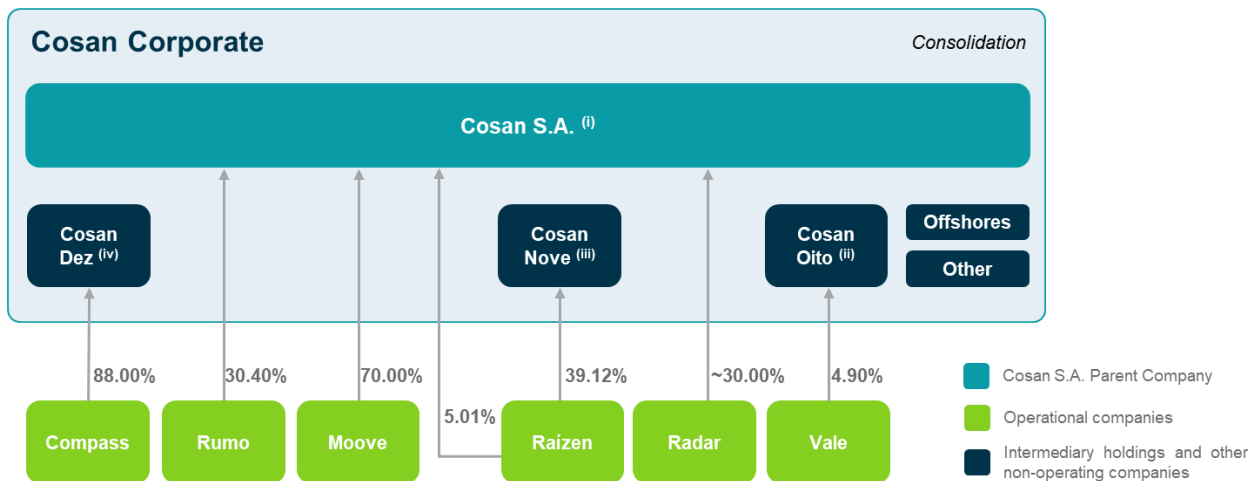 Cosan Corporate
Consolidation
Cosan S.A. (i)
Cosan
Dez (iv)
Cosan
Nove (iii)
Cosan
Oito (ii)
Offshores
Other
88.00%
30.40%
70.00%
5.01%
39.12%
~30.00%
4.90%
Compass
Rumo
Moove
Raízen
Radar
Vale
Cosan S.A. Parent Company
Operational companies
Intermediary holdings and other
non-operating companies